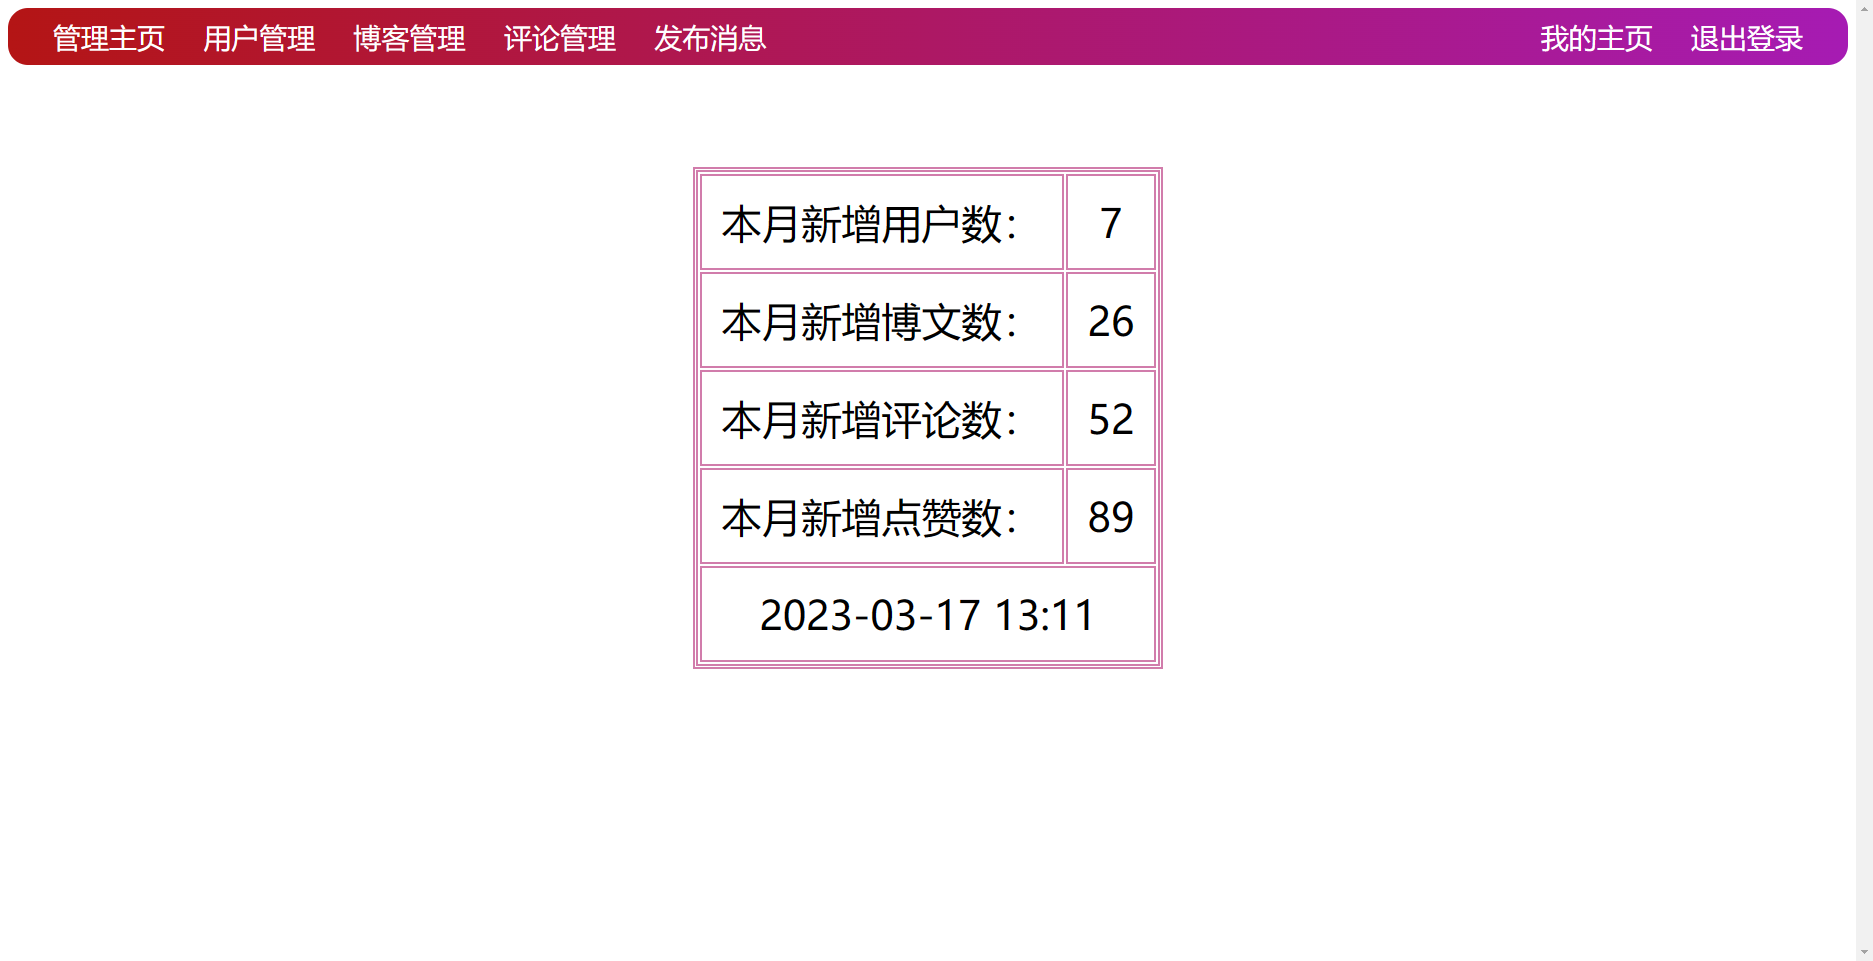 管理主页 用户管理 博客管理 评论管理 发布消息 我的主页 退出登录
本月新增用户数： 7
本月新增博文数： 26
本月新增评论数： 52
本月新增点赞数： 89
2023-03-17 13:11